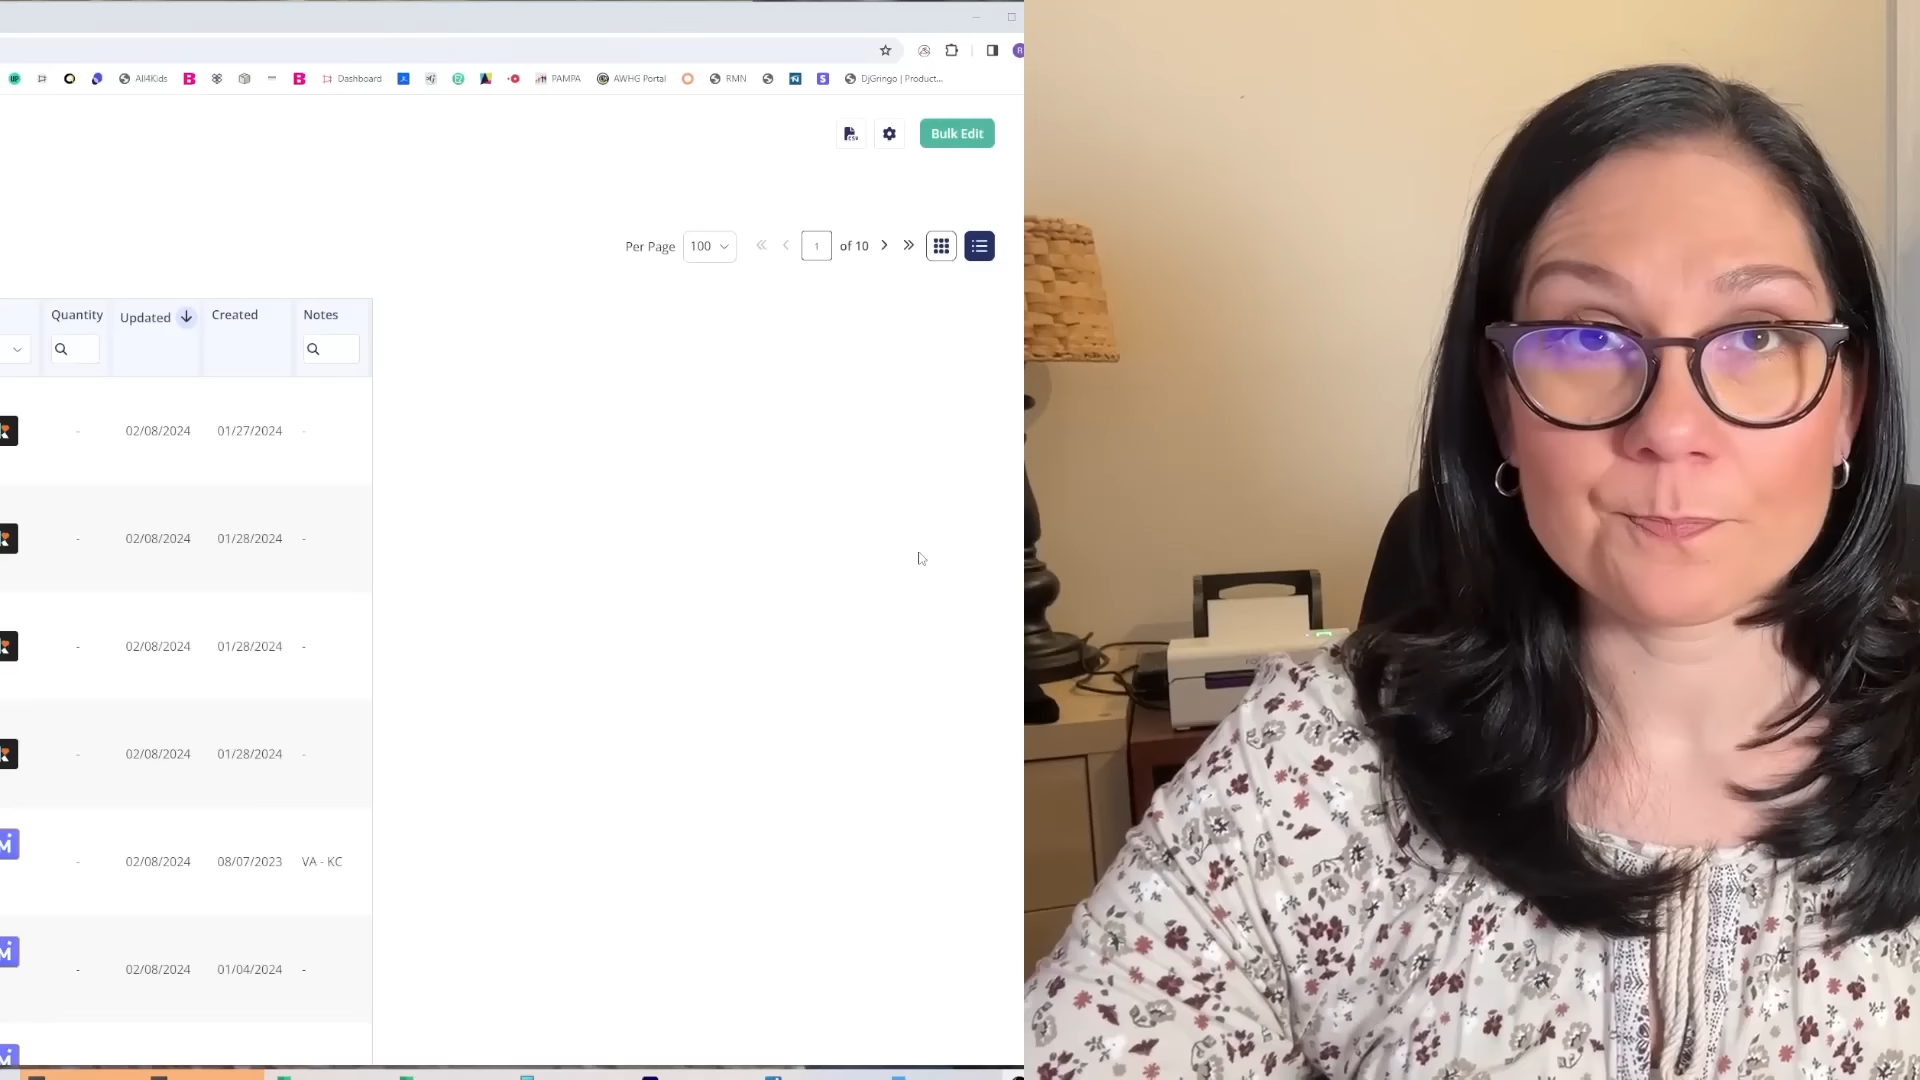 All4Kids
B
B
Dashboard
PAMPA
AWHG Portal
RMN
S
DjGringo | Product...
R
CSV
Bulk Edit
Per Page
100
1
of 10
Quantity
Updated
Created
Notes
- 02/08/2024 01/27/2024 -
- 02/08/2024 01/28/2024 -
- 02/08/2024 01/28/2024 -
- 02/08/2024 01/28/2024 -
M
- 02/08/2024 08/07/2023 VA - KC
M
- 02/08/2024 01/04/2024 -
M